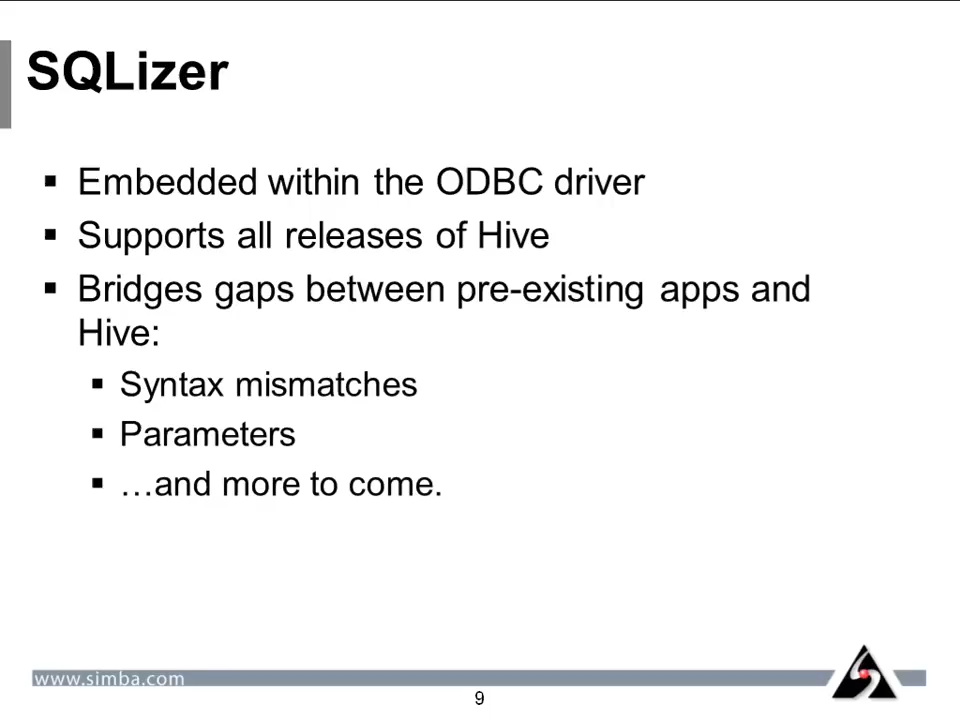 SQLizer
▪ Embedded within the ODBC driver
▪ Supports all releases of Hive
▪ Bridges gaps between pre-existing apps and
Hive:
▪ Syntax mismatches
▪ Parameters
▪ …and more to come.
www.simba.com
9